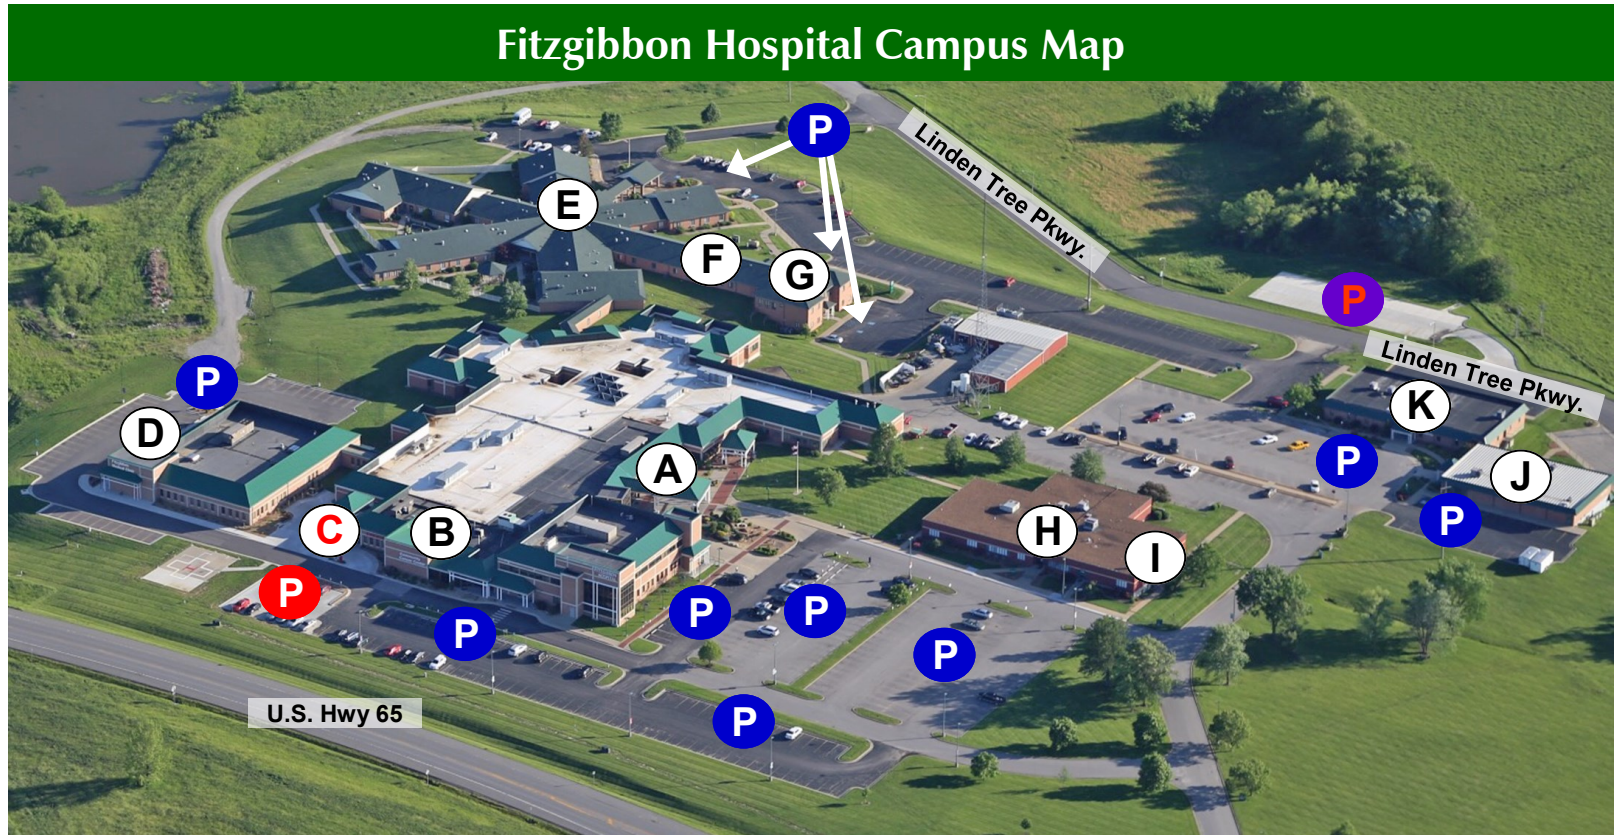 Fitzgibbon Hospital Campus Map
P
Linden Tree Pkwy.
E
F
G
P
Linden Tree Pkwy.
P
D
K
P
A
J
C
B
H
I
P
P
P
P
P
P
P
U.S. Hwy 65
P